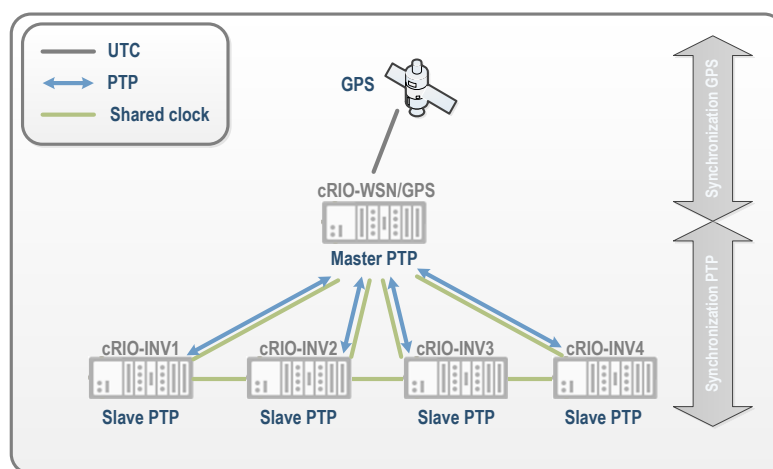 UTC
PTP
Shared clock
GPS
Synchronization GPS
cRIO-WSN/GPS
Master PTP
Synchronization PTP
cRIO-INV1
cRIO-INV2
cRIO-INV3
cRIO-INV4
Slave PTP
Slave PTP
Slave PTP
Slave PTP